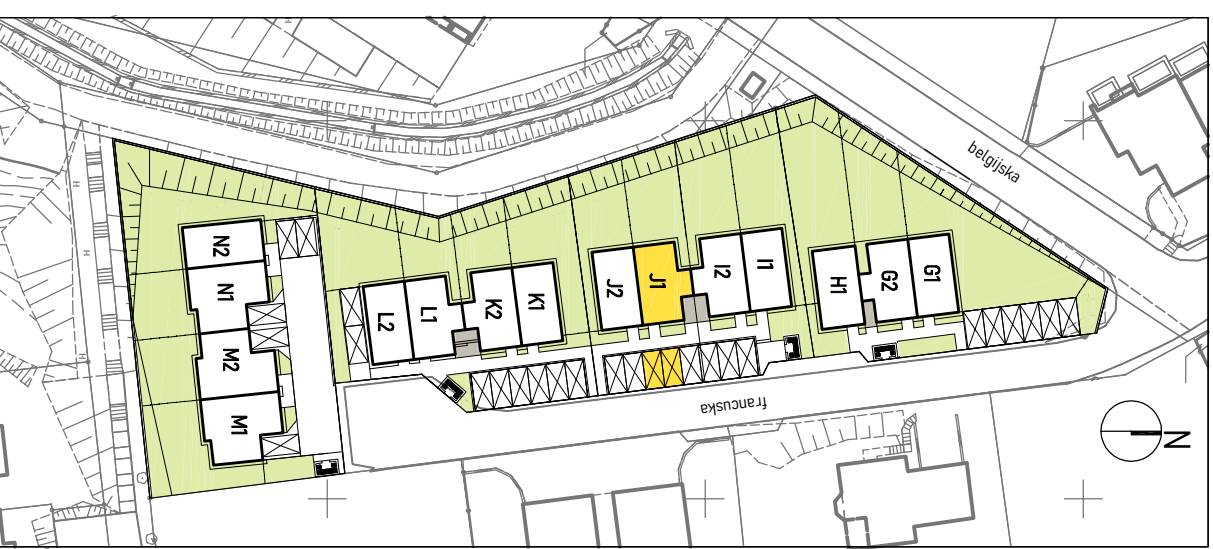 belgijska
N2
N1
M2
M1
L2
L1
K2
K1
J2
J1
I2
I1
H1
G2
G1
francuska
N